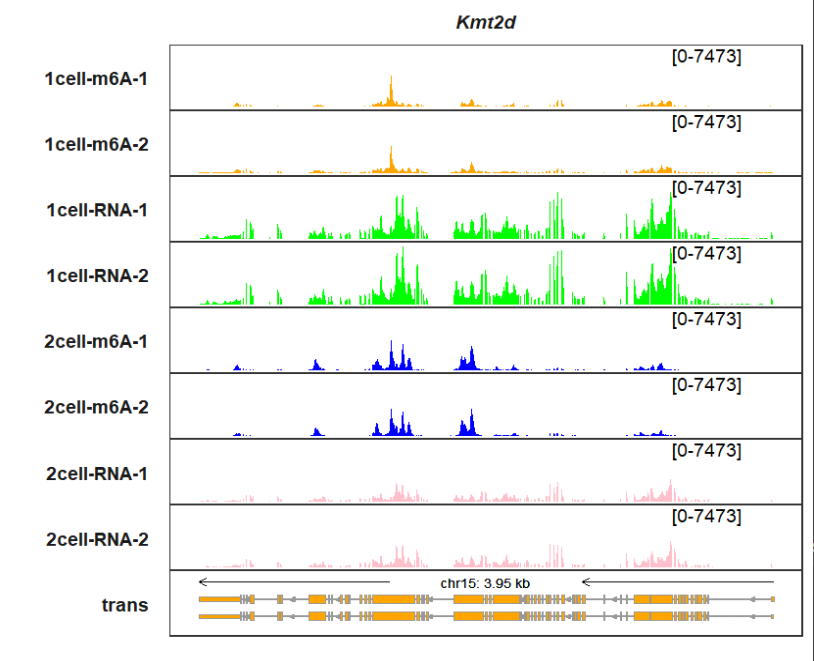 Kmt2d
1cell-m6A-1 [0-7473]
1cell-m6A-2 [0-7473]
1cell-RNA-1 [0-7473]
1cell-RNA-2 [0-7473]
2cell-m6A-1 [0-7473]
2cell-m6A-2 [0-7473]
2cell-RNA-1 [0-7473]
2cell-RNA-2 [0-7473]
chr15: 3.95 kb
trans